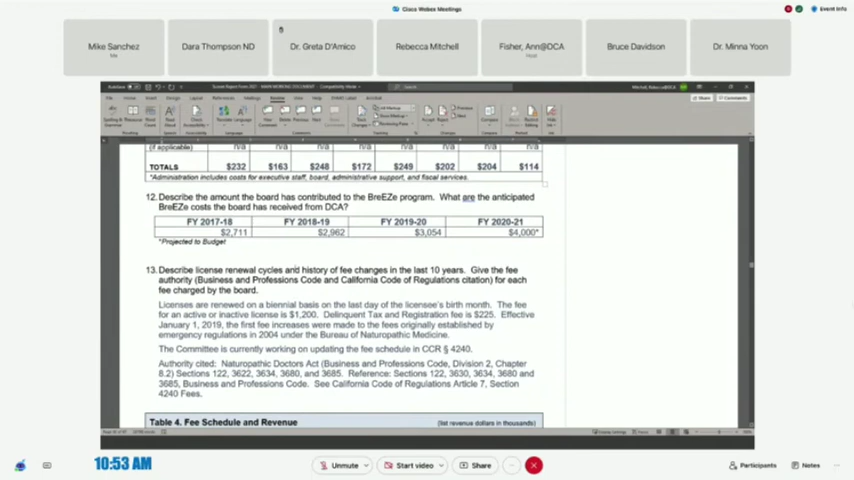 Cisco Webex Meetings
Event Info
Mike Sanchez
Me
Dara Thompson ND
Dr. Greta D'Amico
Rebecca Mitchell
Fisher, Ann@DCA
Host
Bruce Davidson
Dr. Minna Yoon
AutoSave
Search
Share
Comments
(if applicable) n/a n/a n/a n/a n/a n/a n/a n/a
TOTALS $232 $163 $248 $172 $249 $202 $204 $114
*Administration includes costs for executive staff, board, administrative support, and fiscal services.
12. Describe the amount the board has contributed to the BreEZe program. What are the anticipated
BreEZe costs the board has received from DCA?
FY 2017-18 FY 2018-19 FY 2019-20 FY 2020-21
$2,711 $2,962 $3,054 $4,000*
*Projected to Budget
13. Describe license renewal cycles and history of fee changes in the last 10 years. Give the fee
authority (Business and Professions Code and California Code of Regulations citation) for each
fee charged by the board.
Licenses are renewed on a biennial basis on the last day of the licensee's birth month. The fee
for an active or inactive license is $1,200. Delinquent Tax and Registration fee is $225. Effective
January 1, 2019, the first fee increases were made to the fees originally established by
emergency regulations in 2004 under the Bureau of Naturopathic Medicine.
The Committee is currently working on updating the fee schedule in CCR § 4240.
Authority cited: Naturopathic Doctors Act (Business and Professions Code, Division 2, Chapter
8.2) Sections 122, 3622, 3634, 3680, and 3685. Reference: Sections 122, 3630, 3634, 3680 and
3685, Business and Professions Code. See California Code of Regulations Article 7, Section
4240 Fees.
Table 4. Fee Schedule and Revenue (list revenue dollars in thousands)
10:53 AM
Unmute
Start video
Share
Participants
Notes